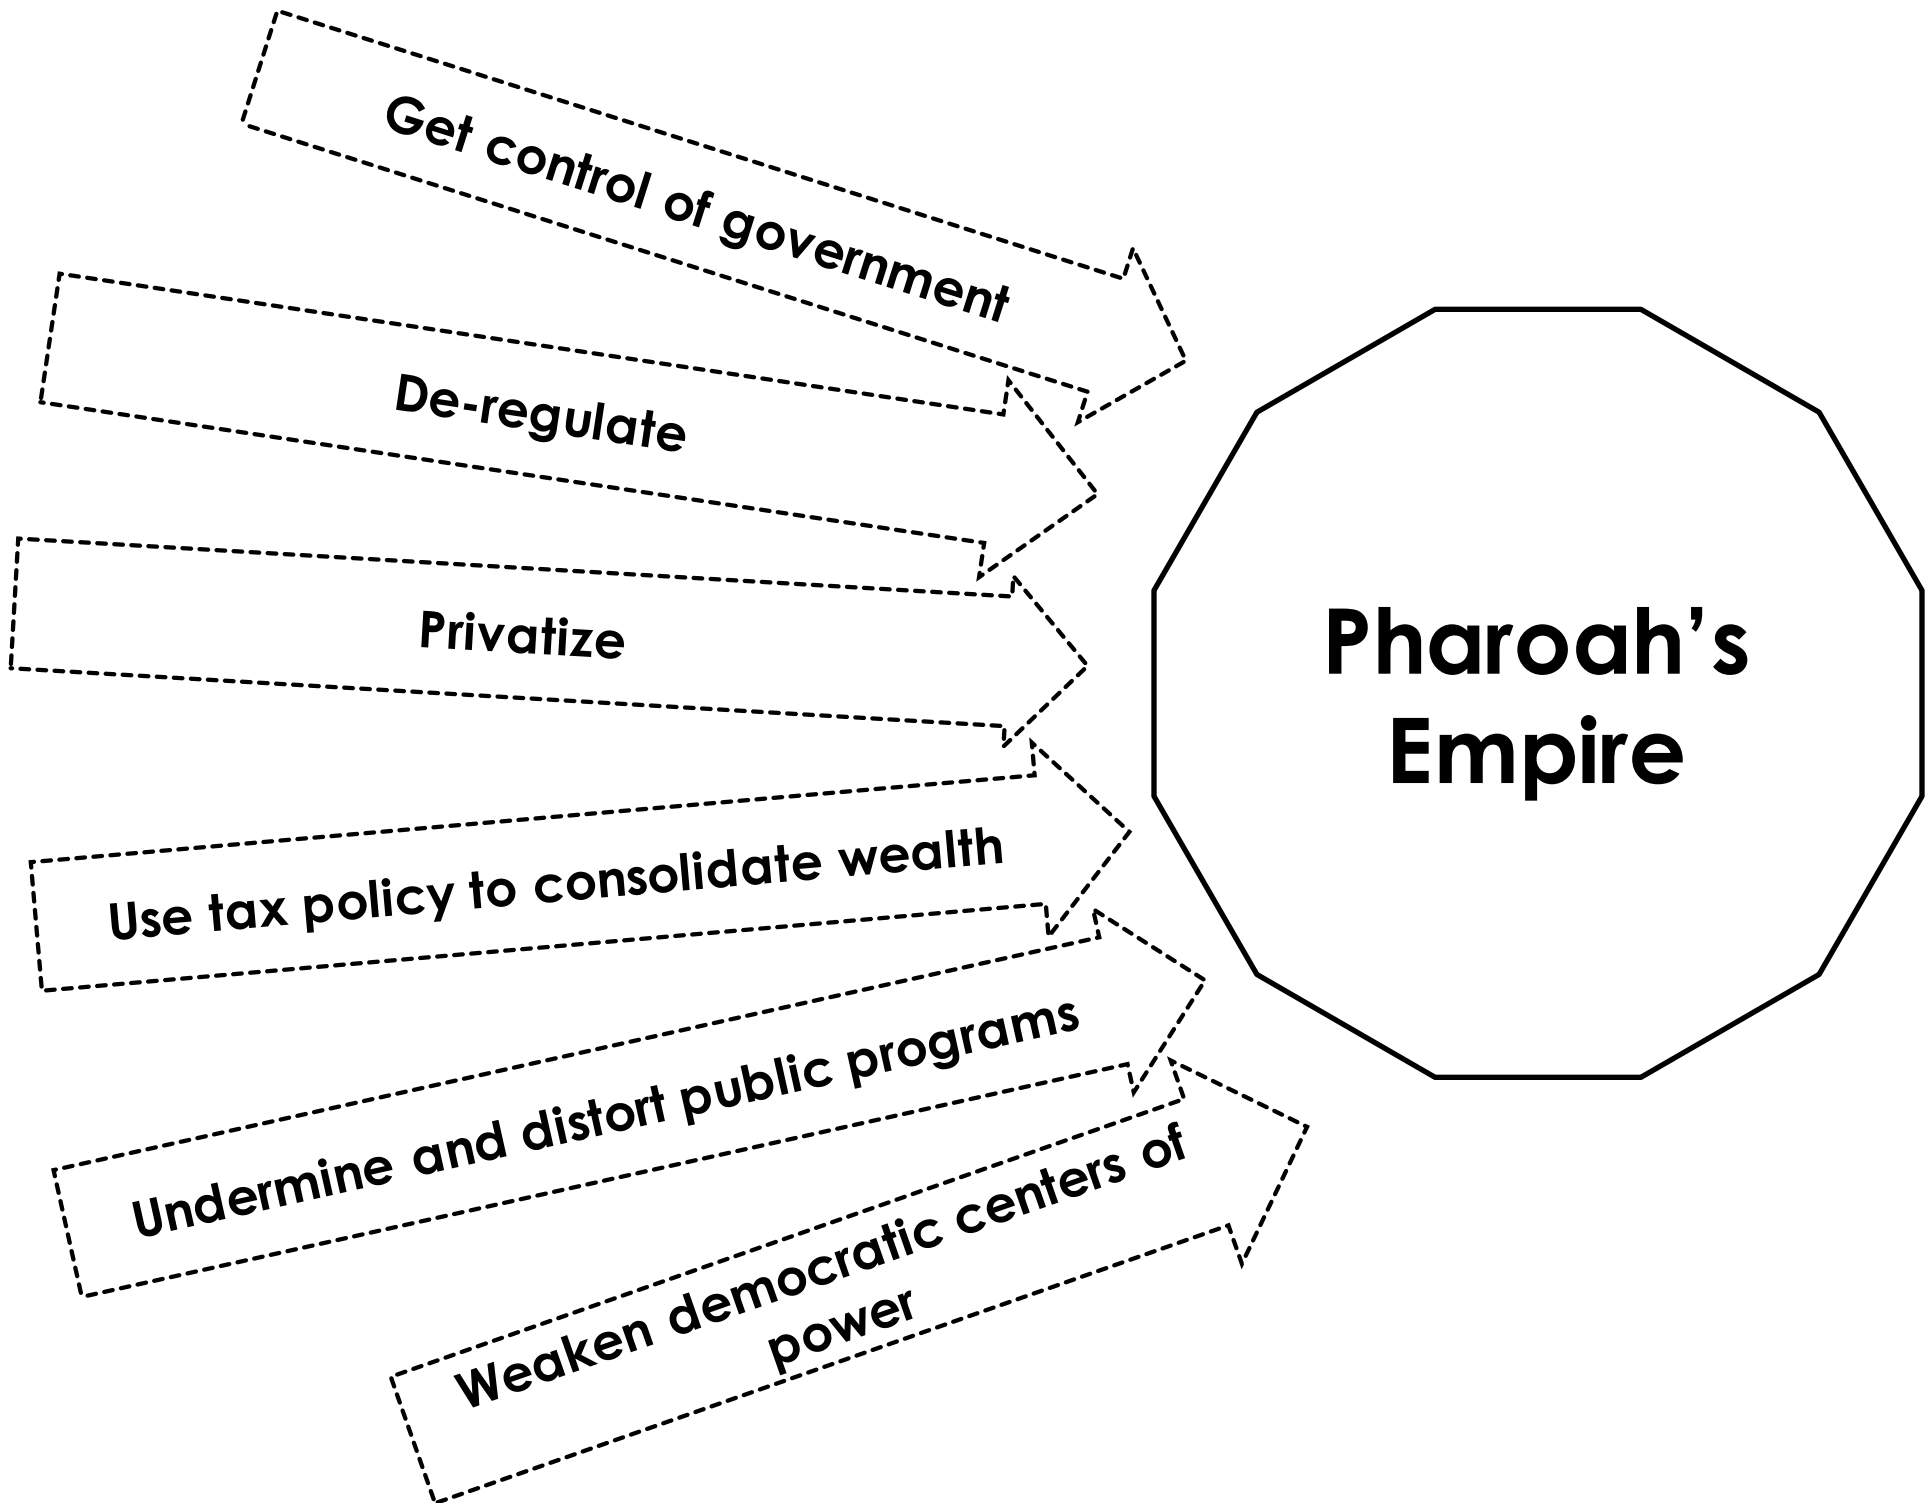 Get control of government
De-regulate
Privatize
Use tax policy to consolidate wealth
Undermine and distort public programs
Weaken democratic centers of
power
Pharoah’s
Empire